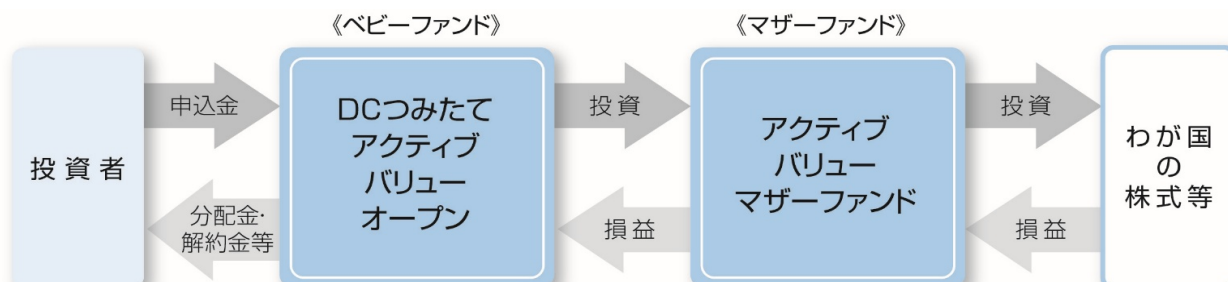 《ベビーファンド》
《マザーファンド》
投資者
申込金
分配金・
解約金等
DCつみたて
アクティブ
バリュー
オープン
投資
損益
アクティブ
バリュー
マザーファンド
投資
損益
わが国
の
株式等